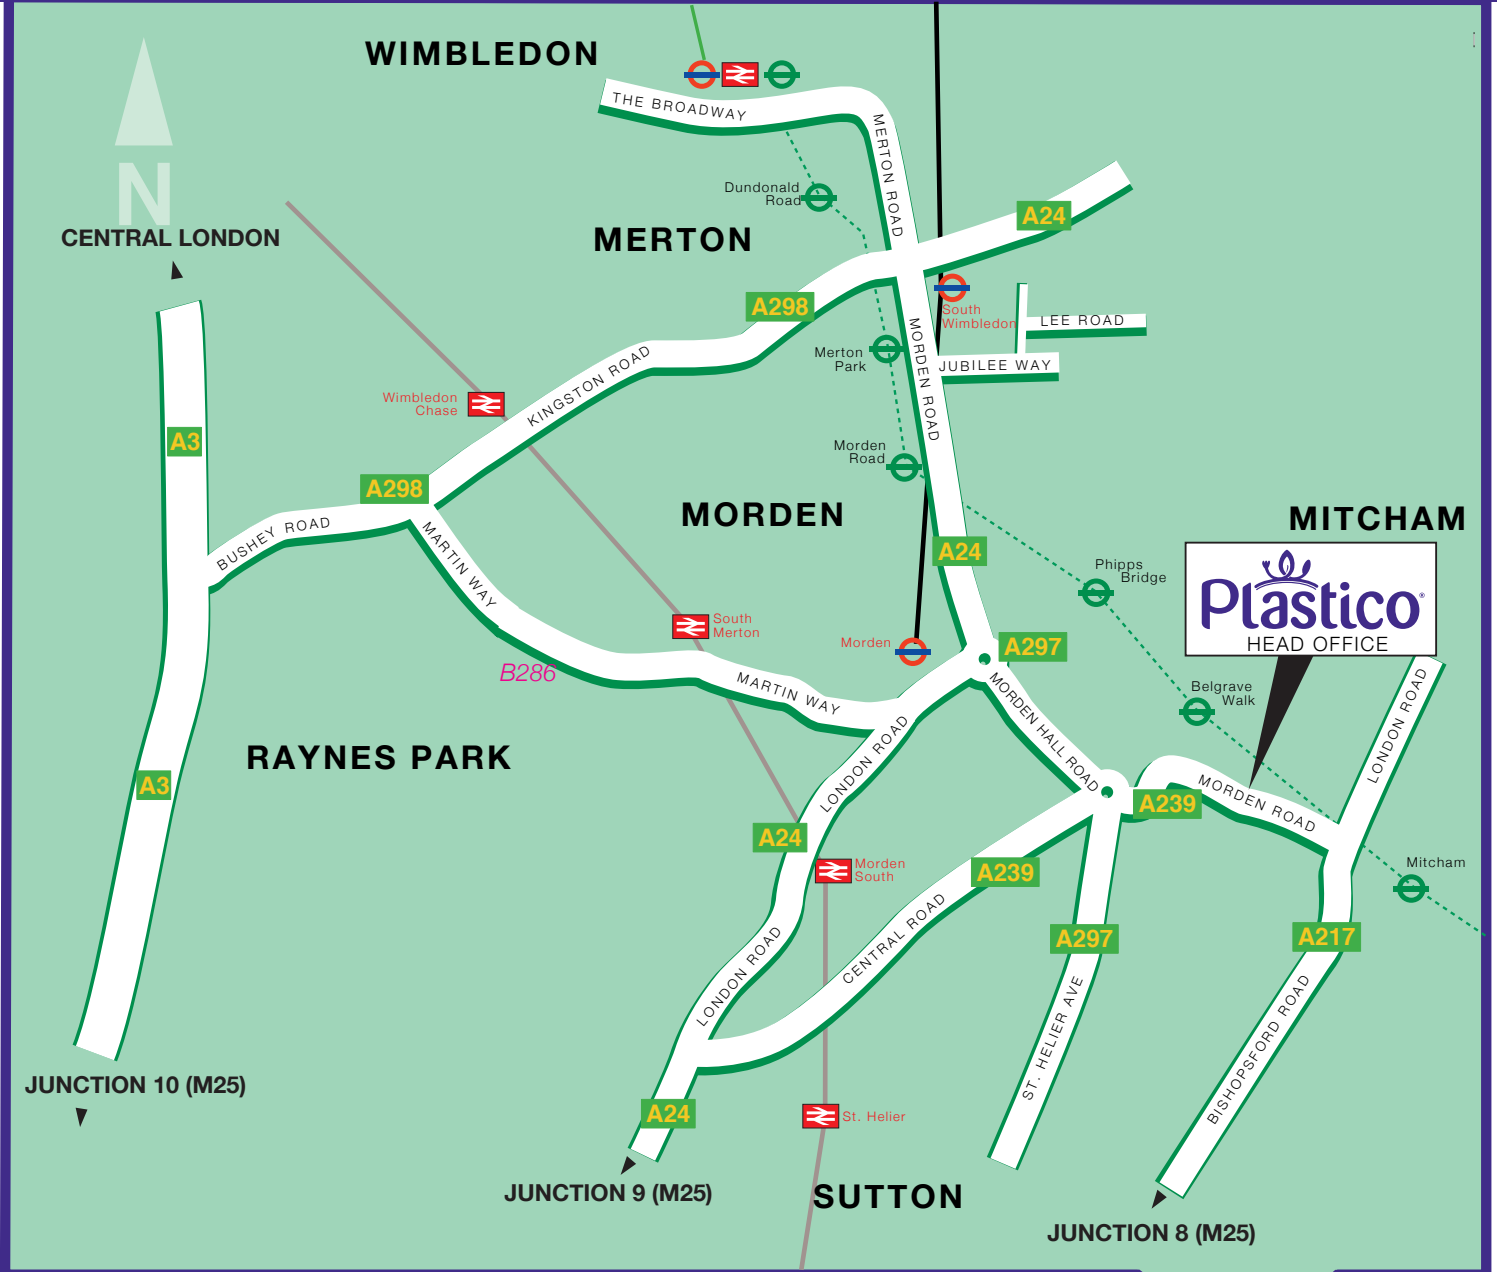 WIMBLEDON
THE BROADWAY
MERTON ROAD
N
CENTRAL LONDON
Dundonald
Road
MERTON
A24
A298
South
Wimbledon
LEE ROAD
JUBILEE WAY
MORDEN ROAD
Merton
Park
KINGSTON ROAD
Wimbledon
Chase
A3
Morden
Road
A298
BUSHEY ROAD
MARTIN WAY
MORDEN
MITCHAM
A24
Phipps
Bridge
Plastico®
HEAD OFFICE
South
Merton
Morden
A297
B286
MARTIN WAY
MORDEN HALL ROAD
Belgrave
Walk
LONDON ROAD
RAYNES PARK
LONDON ROAD
A3
A239
MORDEN ROAD
A24
Morden
South
A239
Mitcham
CENTRAL ROAD
A297
A217
LONDON ROAD
ST. HELIER AVE
BISHOPSFORD ROAD
JUNCTION 10 (M25)
A24
St. Helier
JUNCTION 9 (M25)
SUTTON
JUNCTION 8 (M25)